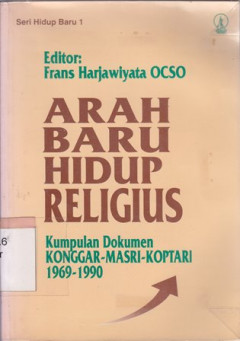 Seri Hidup Baru 1
Editor:
Frans Harjawiyata OCSO
ARAH
BARU
HIDUP
RELIGIUS
Kumpulan Dokumen
KONGGAR-MASRI-KOPTARI
1969-1990